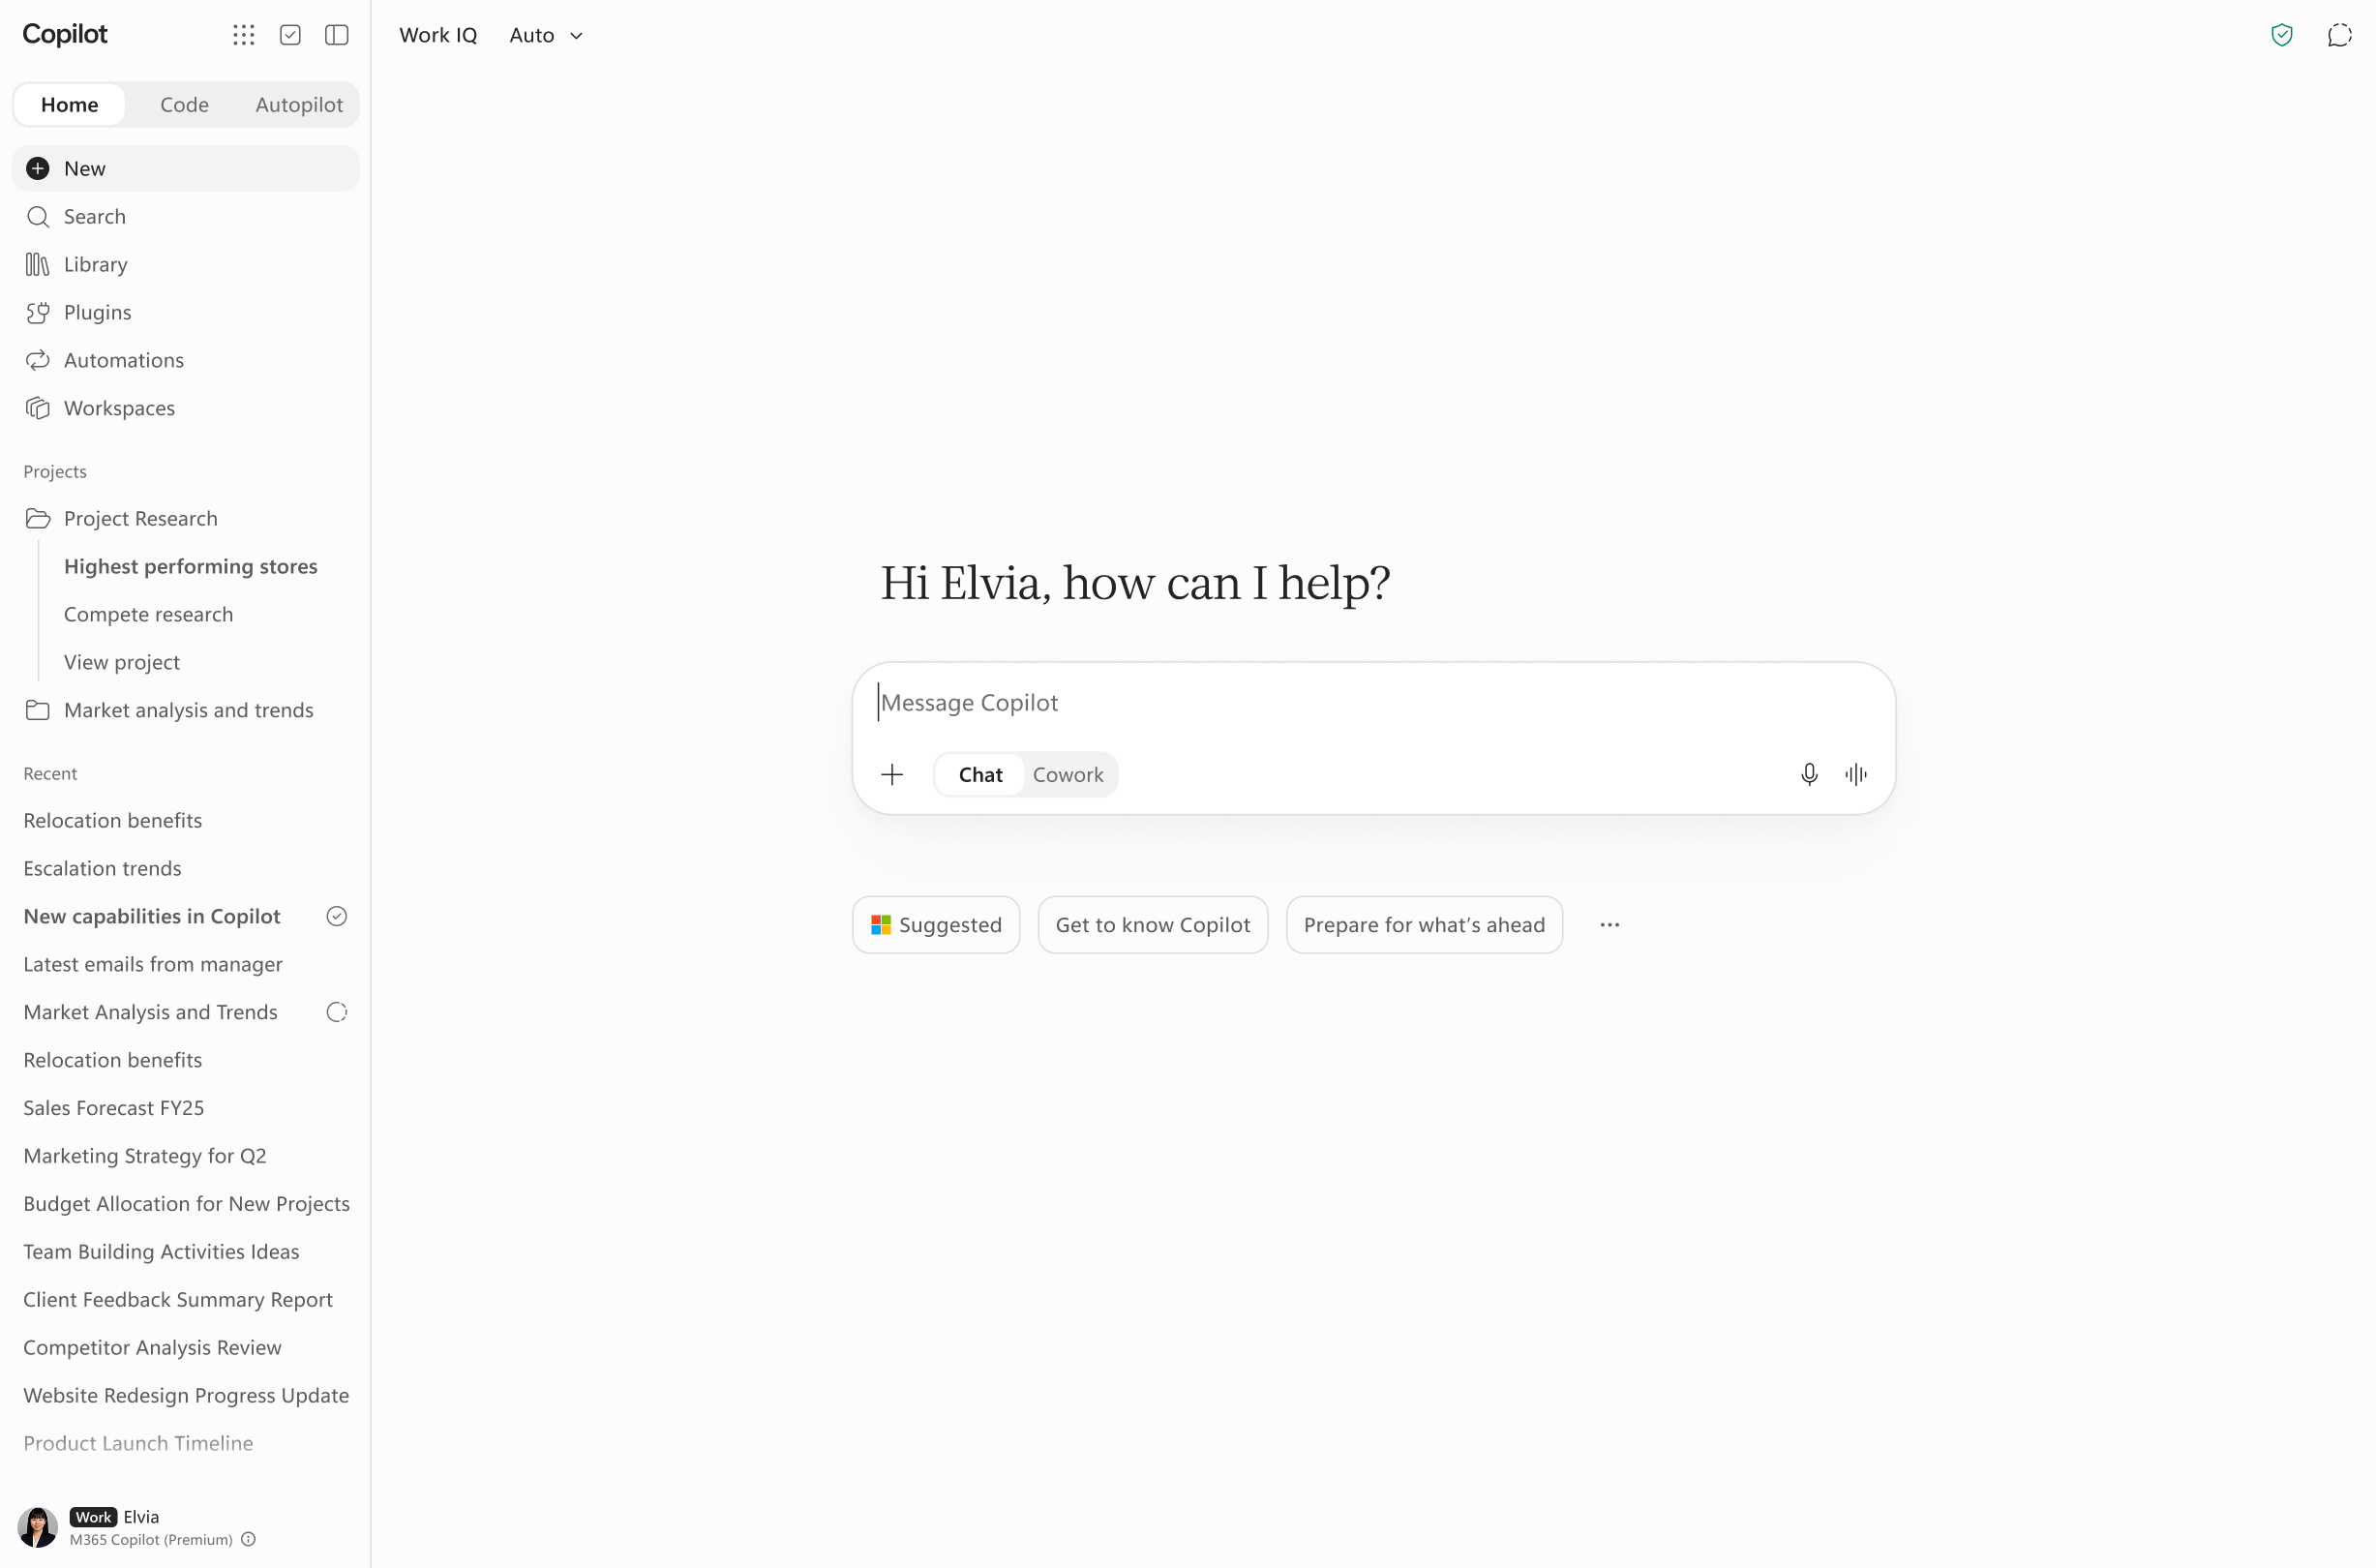 Copilot
Home Code Autopilot
New
Search
Library
Plugins
Automations
Workspaces
Projects
Project Research
Highest performing stores
Compete research
View project
Market analysis and trends
Recent
Relocation benefits
Escalation trends
New capabilities in Copilot
Latest emails from manager
Market Analysis and Trends
Relocation benefits
Sales Forecast FY25
Marketing Strategy for Q2
Budget Allocation for New Projects
Team Building Activities Ideas
Client Feedback Summary Report
Competitor Analysis Review
Website Redesign Progress Update
Product Launch Timeline
Work Elvia
M365 Copilot (Premium)
Work IQ Auto
Hi Elvia, how can I help?
Message Copilot
Chat Cowork
Suggested Get to know Copilot Prepare for what’s ahead ...